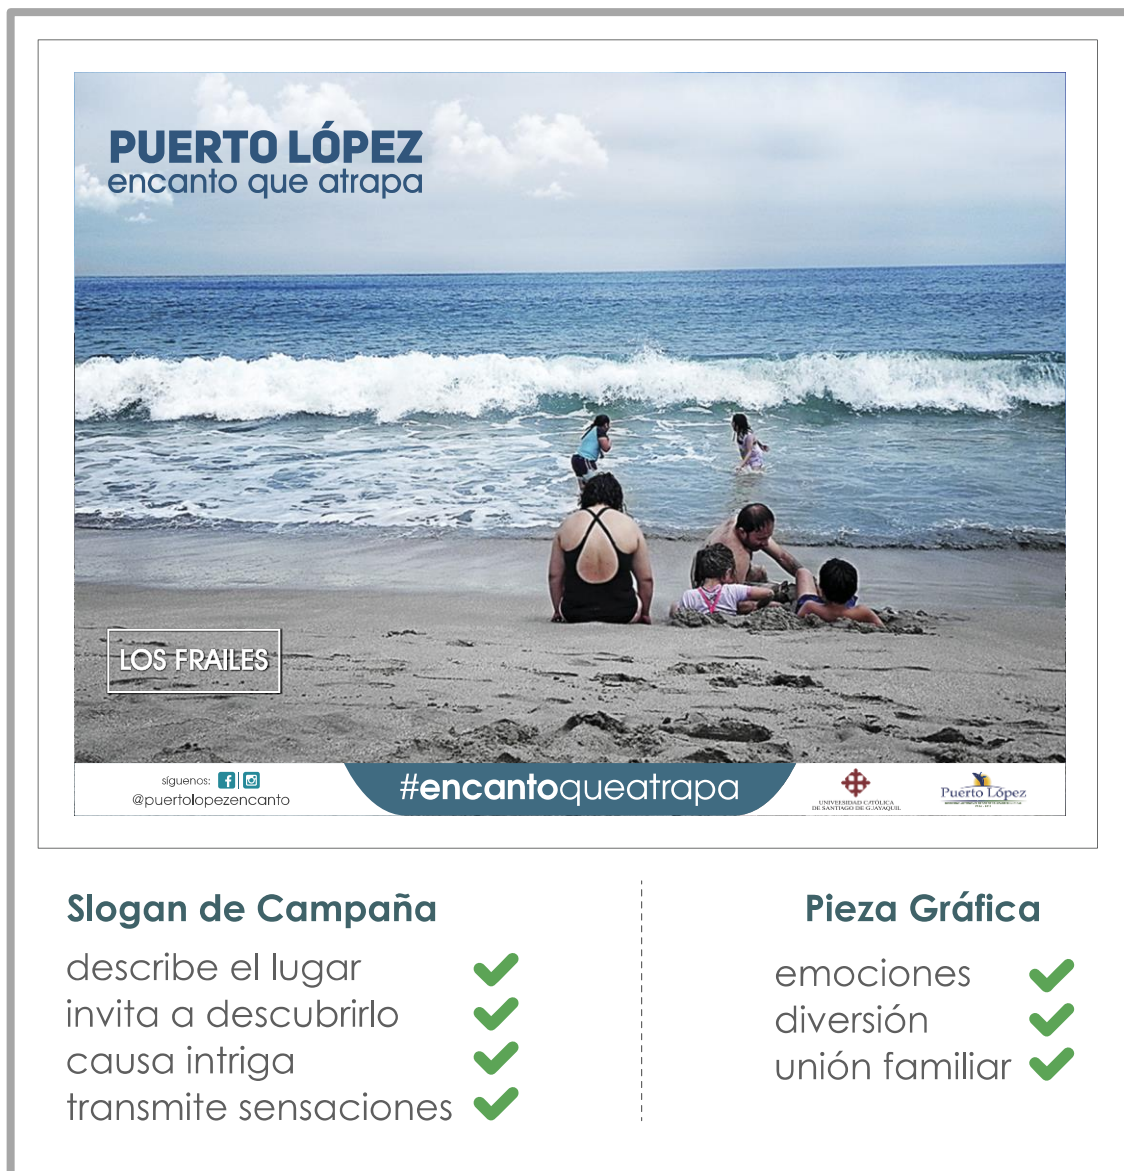 PUERTO LÓPEZ
encanto que atrapa
LOS FRAILES
síguenos:
@puertolopezencanto
#encantoqueatrapa
UNIVERSIDAD CATÓLICA
DE SANTIAGO DE GUAYAQUIL
Puerto López
Slogan de Campaña
describe el lugar
invita a descubrirlo
causa intriga
transmite sensaciones
Pieza Gráfica
emociones
diversión
unión familiar